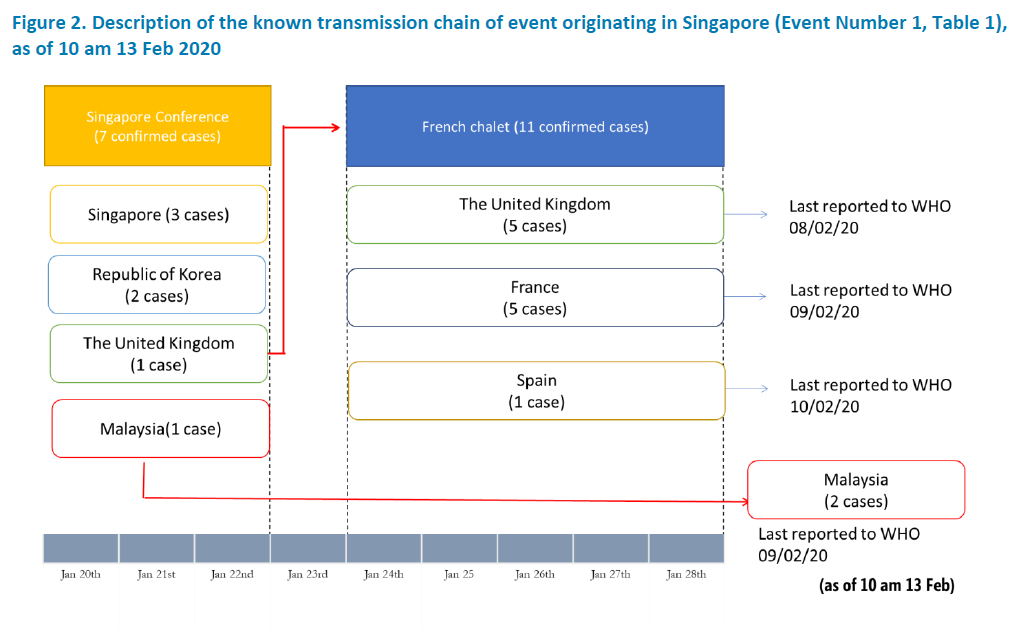 Figure 2. Description of the known transmission chain of event originating in Singapore (Event Number 1, Table 1),
as of 10 am 13 Feb 2020
Singapore Conference
(7 confirmed cases)
French chalet (11 confirmed cases)
Singapore (3 cases)
Republic of Korea
(2 cases)
The United Kingdom
(1 case)
Malaysia(1 case)
The United Kingdom
(5 cases)
Last reported to WHO
08/02/20
France
(5 cases)
Last reported to WHO
09/02/20
Spain
(1 case)
Last reported to WHO
10/02/20
Malaysia
(2 cases)
Last reported to WHO
09/02/20
Jan 20th
Jan 21st
Jan 22nd
Jan 23rd
Jan 24th
Jan 25
Jan 26th
Jan 27th
Jan 28th
(as of 10 am 13 Feb)